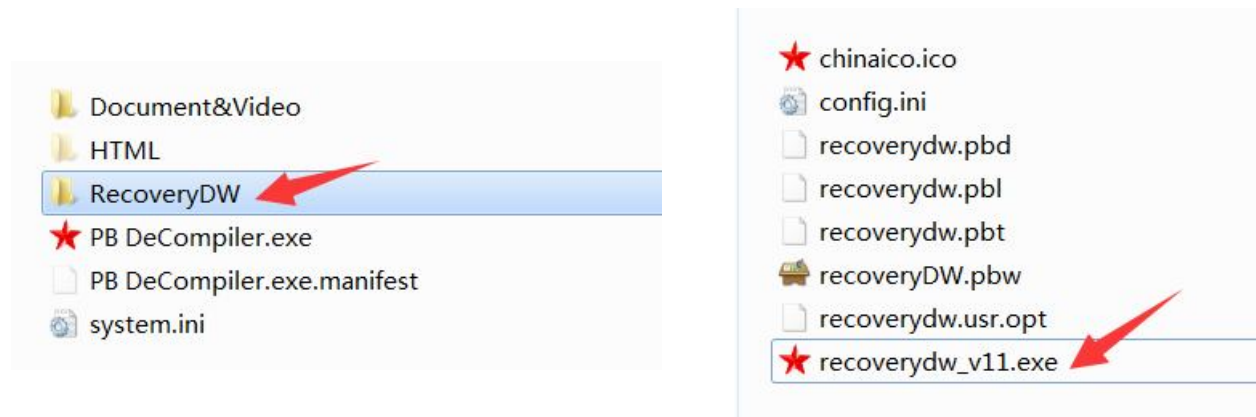 Document&Video
HTML
RecoveryDW
PB DeCompiler.exe
PB DeCompiler.exe.manifest
system.ini
chinaico.ico
config.ini
recoverydw.pbd
recoverydw.pbl
recoverydw.pbt
recoveryDW.pbw
recoverydw.usr.opt
recoverydw_v11.exe